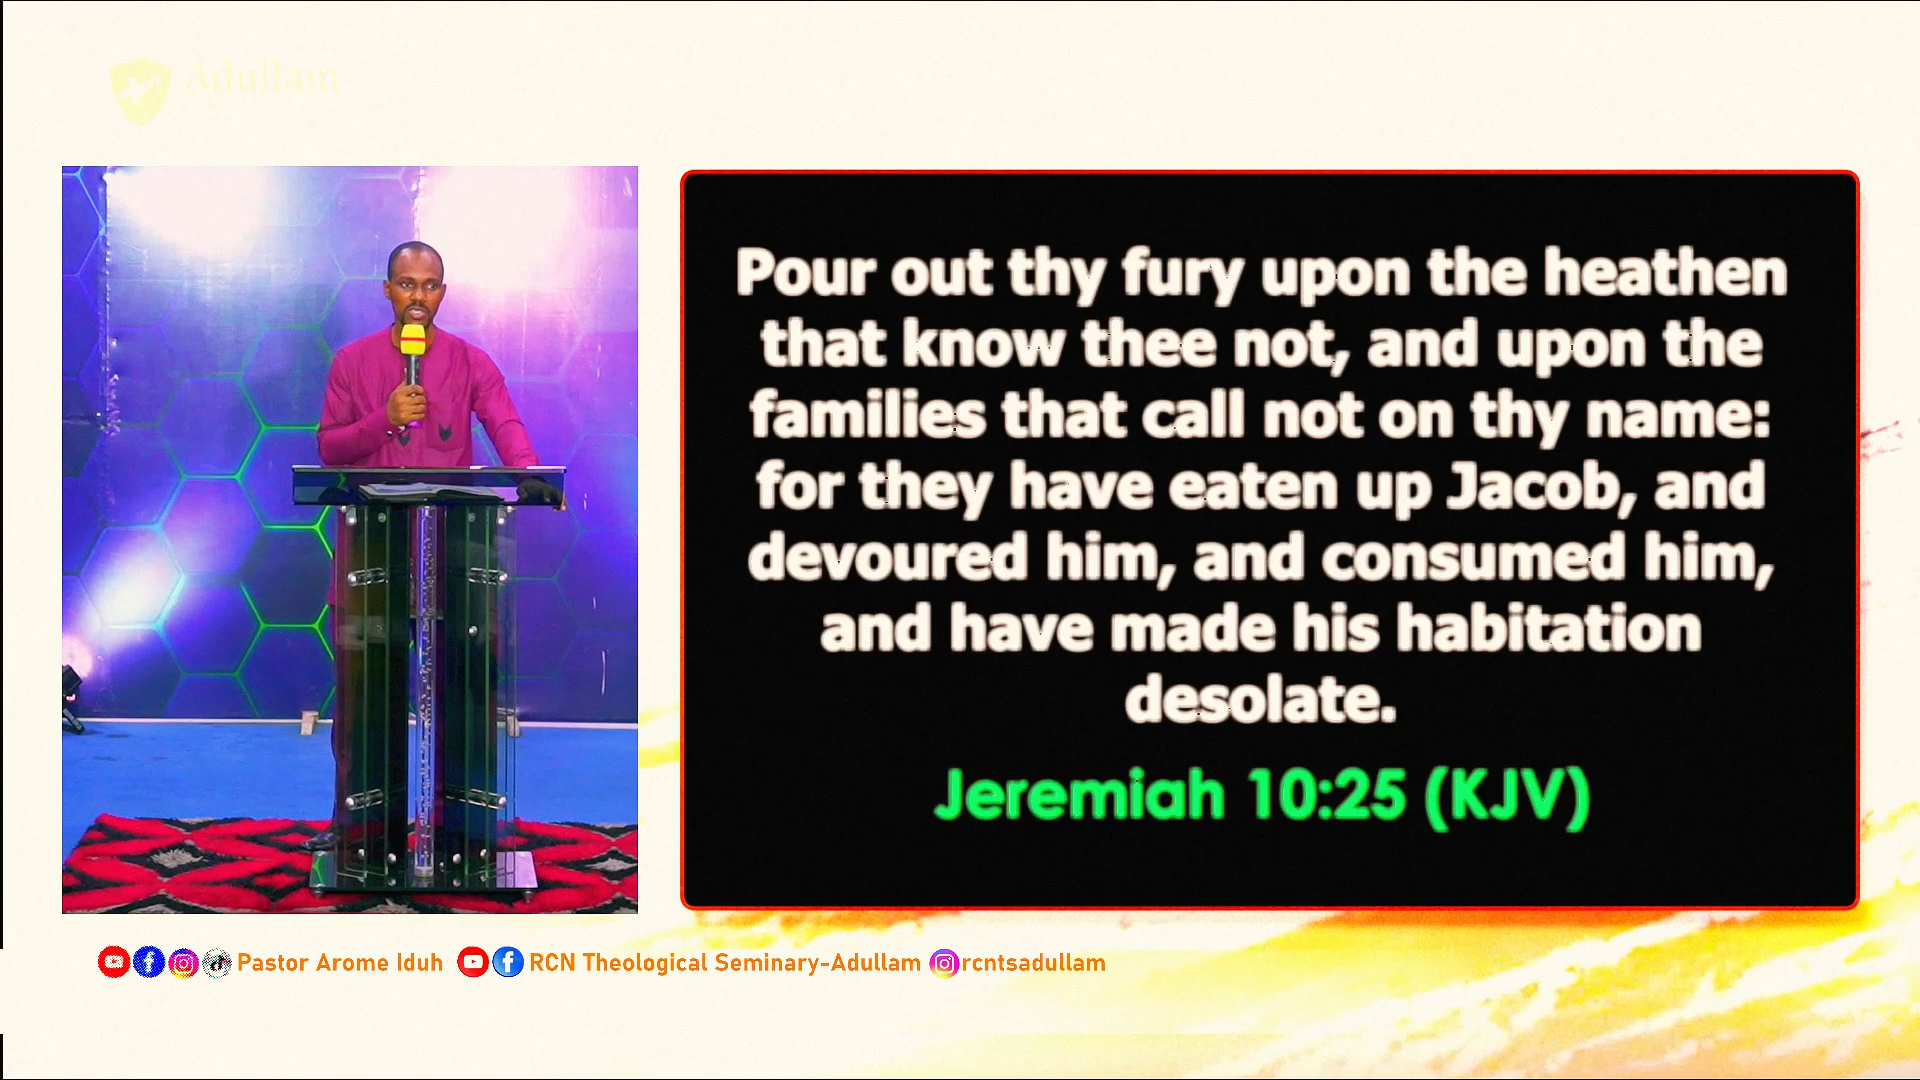 Adullam
Pour out thy fury upon the heathen
that know thee not, and upon the
families that call not on thy name:
for they have eaten up Jacob, and
devoured him, and consumed him,
and have made his habitation
desolate.
Jeremiah 10:25 (KJV)
Pastor Arome Iduh RCN Theological Seminary-Adullam rcntsadullam